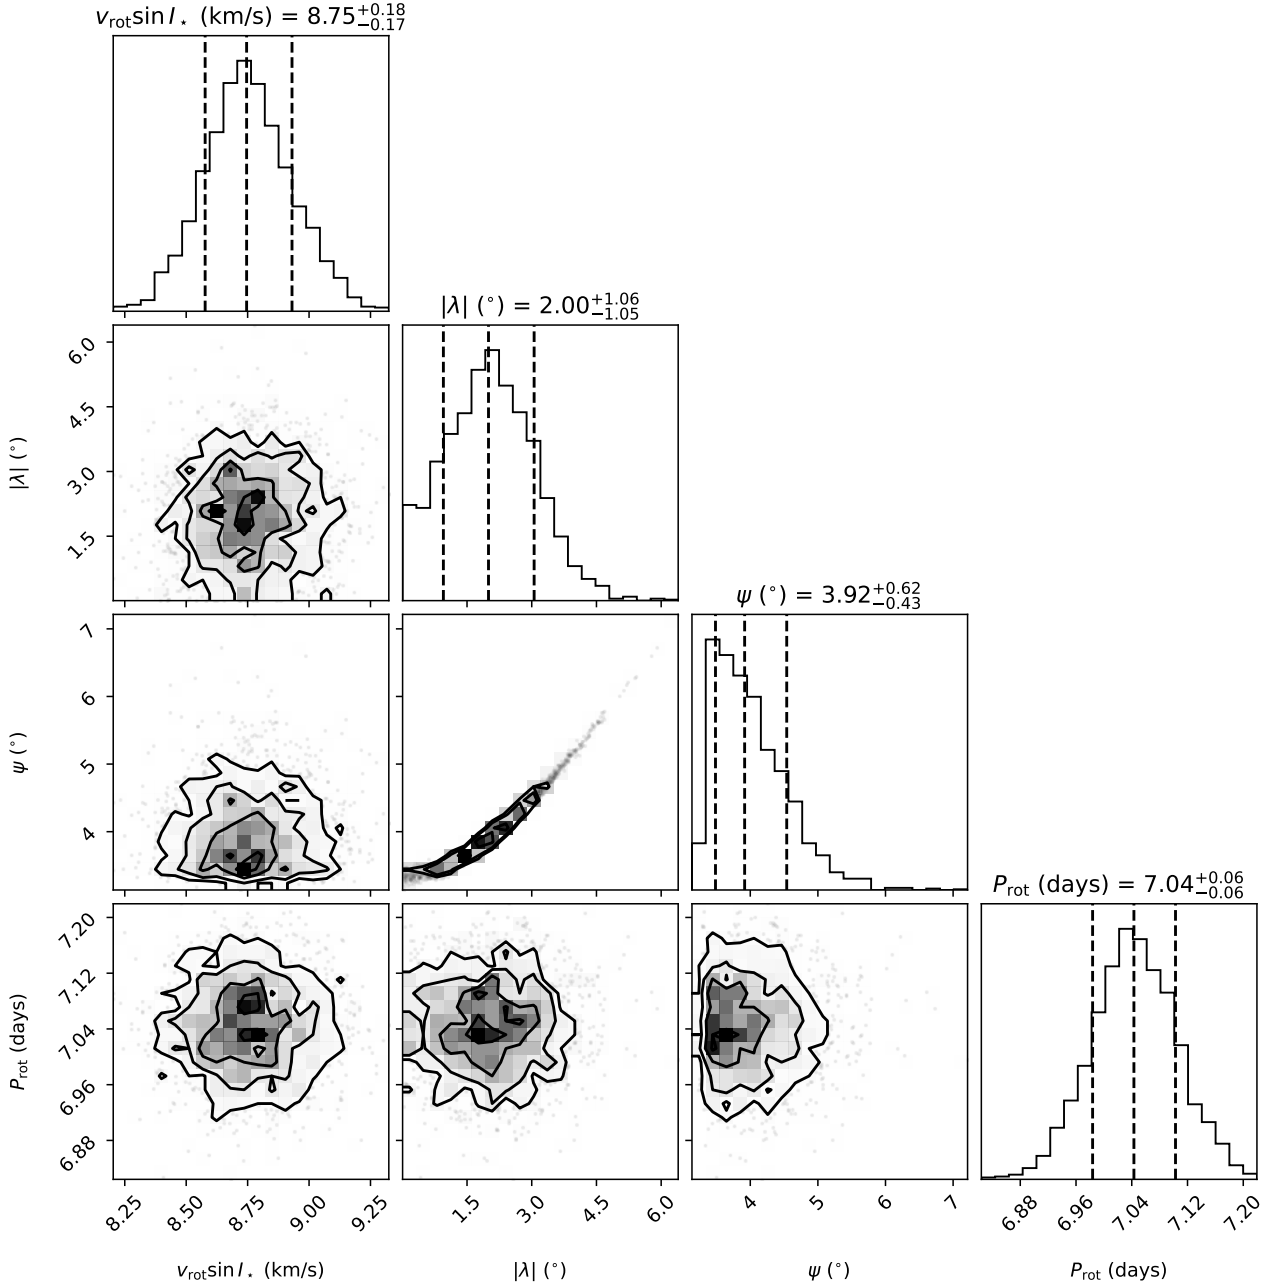 v_rot sin I⋆ (km/s) = 8.75 +0.18 −0.17
|λ| (°) = 2.00 +1.06 −1.05
6.0
4.5
3.0
1.5
|λ| (°)
ψ (°) = 3.92 +0.62 −0.43
7
6
5
4
ψ (°)
P_rot (days) = 7.04 +0.06 −0.06
7.20
7.12
7.04
6.96
6.88
P_rot (days)
8.25 8.50 8.75 9.00 9.25 1.5 3.0 4.5 6.0 4 5 6 7 6.88 6.96 7.04 7.12 7.20
v_rot sin I⋆ (km/s) |λ| (°) ψ (°) P_rot (days)